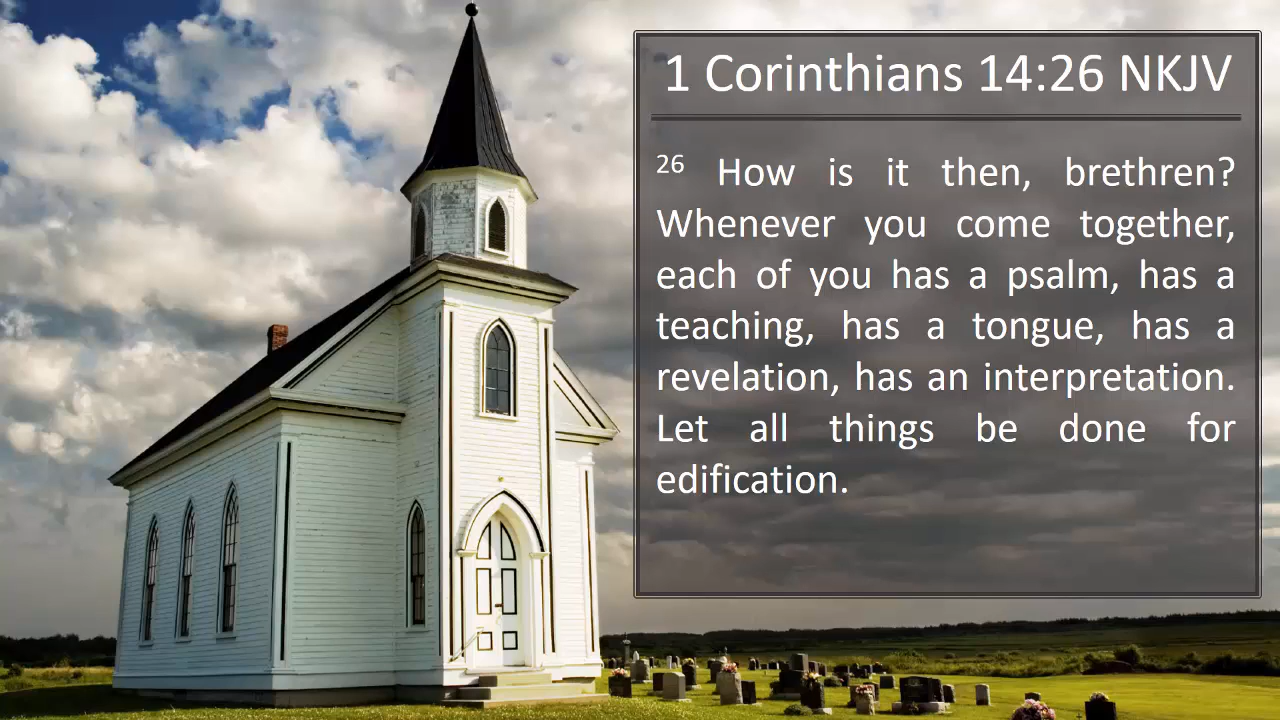 1 Corinthians 14:26 NKJV
26 How is it then, brethren?
Whenever you come together,
each of you has a psalm, has a
teaching, has a tongue, has a
revelation, has an interpretation.
Let all things be done for
edification.